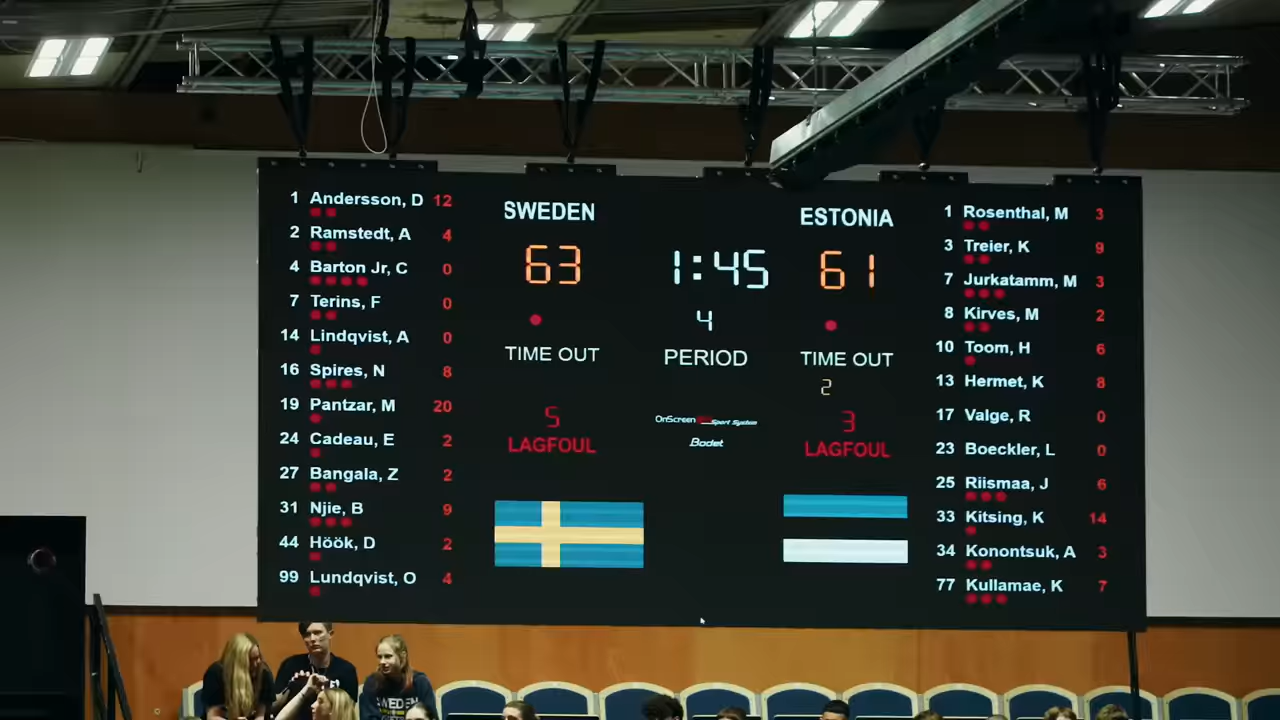 1 Andersson, D 12
2 Ramstedt, A 4
4 Barton Jr, C 0
7 Terins, F 0
14 Lindqvist, A 0
16 Spires, N 8
19 Pantzar, M 20
24 Cadeau, E 2
27 Bangala, Z 2
31 Njie, B 9
44 Höök, D 2
99 Lundqvist, O 4
SWEDEN
63
TIME OUT
5
LAGFOUL
1:45
4
PERIOD
OnScreen Sport System
Bodet
ESTONIA
61
TIME OUT
2
3
LAGFOUL
1 Rosenthal, M 3
3 Treier, K 9
7 Jurkatamm, M 3
8 Kirves, M 2
10 Toom, H 6
13 Hermet, K 8
17 Valge, R 0
23 Boeckler, L 0
25 Riismaa, J 6
33 Kitsing, K 14
34 Konontsuk, A 3
77 Kullamae, K 7
SWEDEN